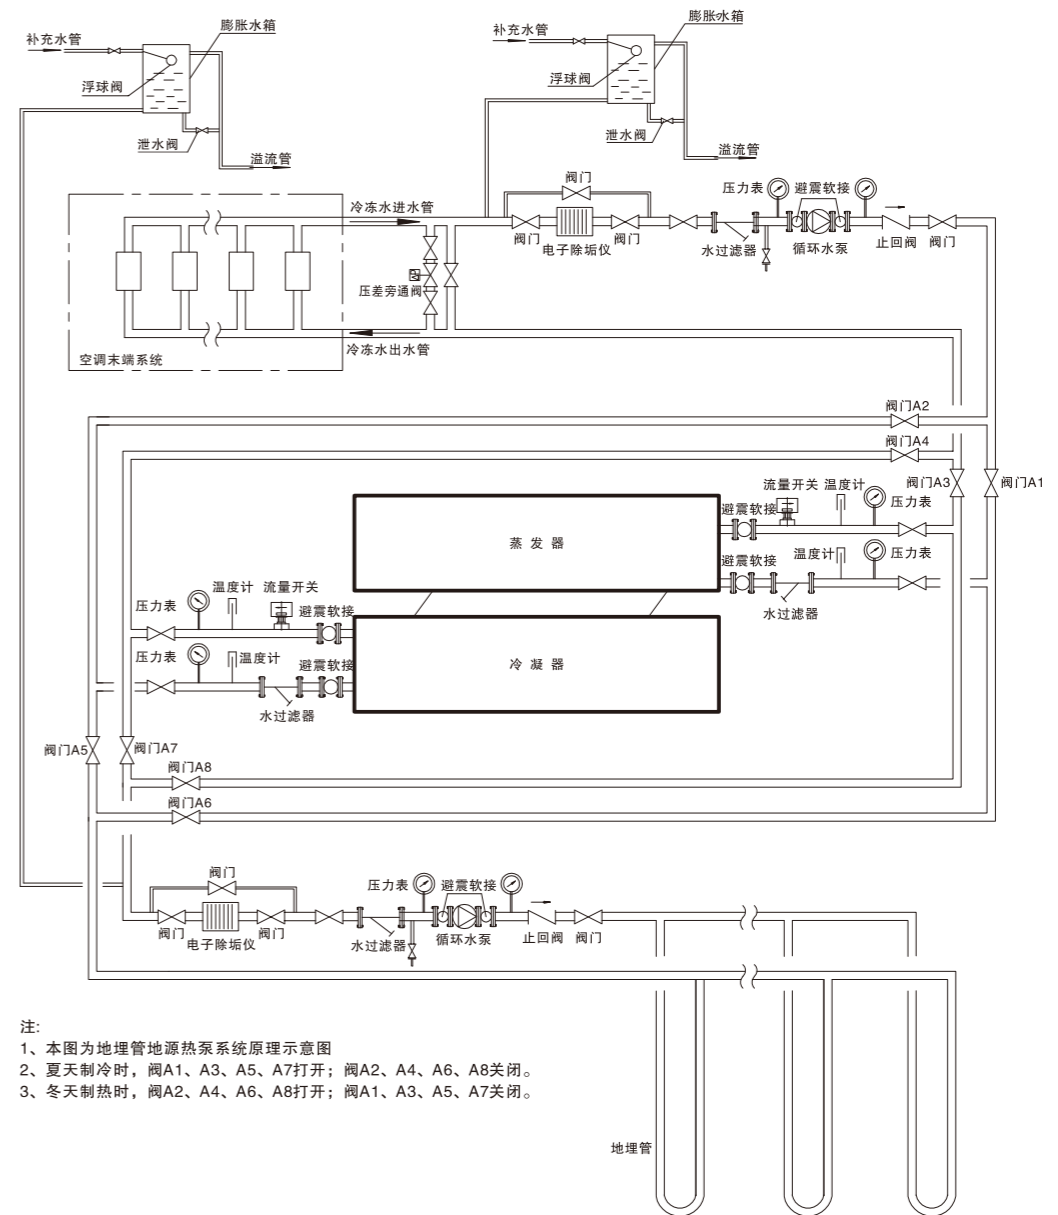 补充水管
膨胀水箱
浮球阀
泄水阀
溢流管
补充水管
膨胀水箱
浮球阀
泄水阀
溢流管
冷冻水进水管
阀门
压力表
避震软接
阀门
电子除垢仪
阀门
水过滤器
循环水泵
止回阀
阀门
压差旁通阀
冷冻水出水管
空调末端系统
阀门A2
阀门A4
阀门A3
阀门A1
避震软接
流量开关
温度计
压力表
蒸发器
避震软接
温度计
压力表
水过滤器
压力表
温度计
流量开关
避震软接
冷凝器
压力表
温度计
避震软接
水过滤器
阀门A5
阀门A7
阀门A8
阀门A6
阀门
压力表
避震软接
阀门
电子除垢仪
阀门
水过滤器
循环水泵
止回阀
阀门
注:
1、本图为地埋管地源热泵系统原理示意图
2、夏天制冷时，阀A1、A3、A5、A7打开；阀A2、A4、A6、A8关闭。
3、冬天制热时，阀A2、A4、A6、A8打开；阀A1、A3、A5、A7关闭。
地埋管